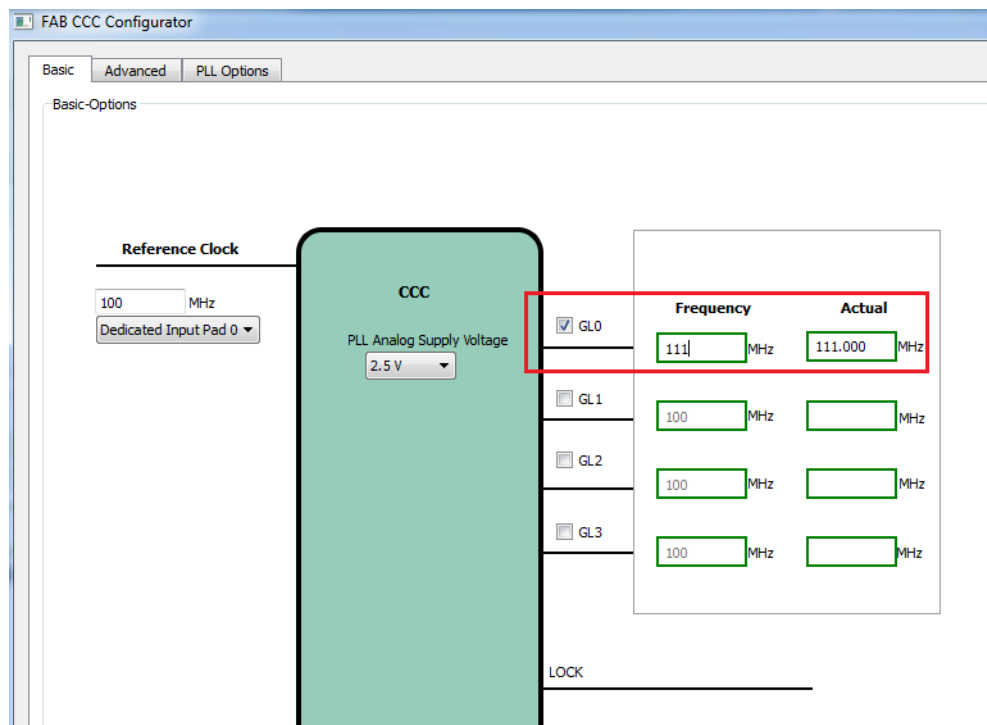 FAB CCC Configurator
Basic Advanced PLL Options
Basic-Options
Reference Clock
100 MHz
Dedicated Input Pad 0
CCC
PLL Analog Supply Voltage
2.5 V
Frequency Actual
GL0 111 MHz 111.000 MHz
GL1 100 MHz MHz
GL2 100 MHz MHz
GL3 100 MHz MHz
LOCK